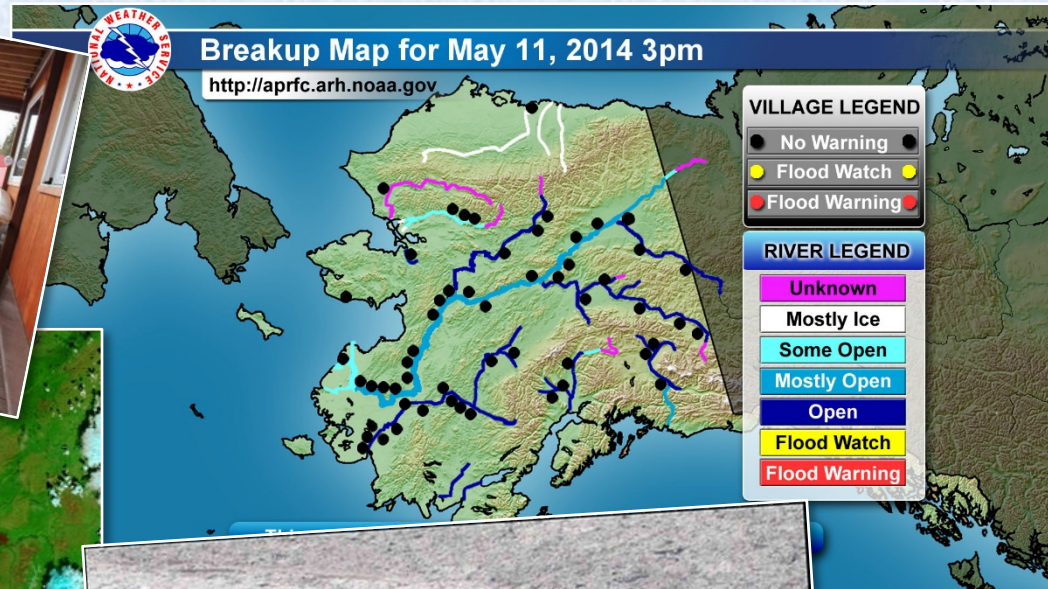 NATIONAL WEATHER SERVICE
Breakup Map for May 11, 2014 3pm
http://aprfc.arh.noaa.gov
VILLAGE LEGEND
No Warning
Flood Watch
Flood Warning
RIVER LEGEND
Unknown
Mostly Ice
Some Open
Mostly Open
Open
Flood Watch
Flood Warning